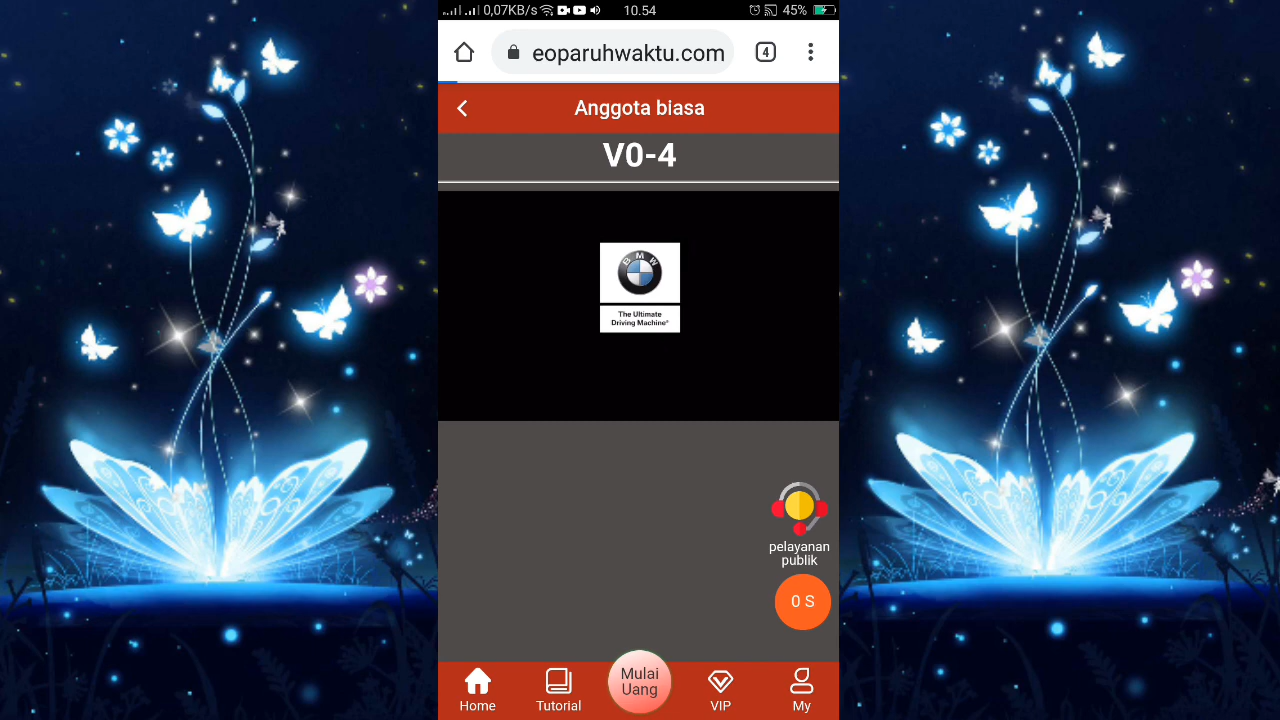 0,07KB/s
10.54
45%
eoparuhwaktu.com
4
Anggota biasa
V0-4
BMW
The Ultimate
Driving Machine®
pelayanan
publik
0 S
Mulai
Uang
Home
Tutorial
VIP
My